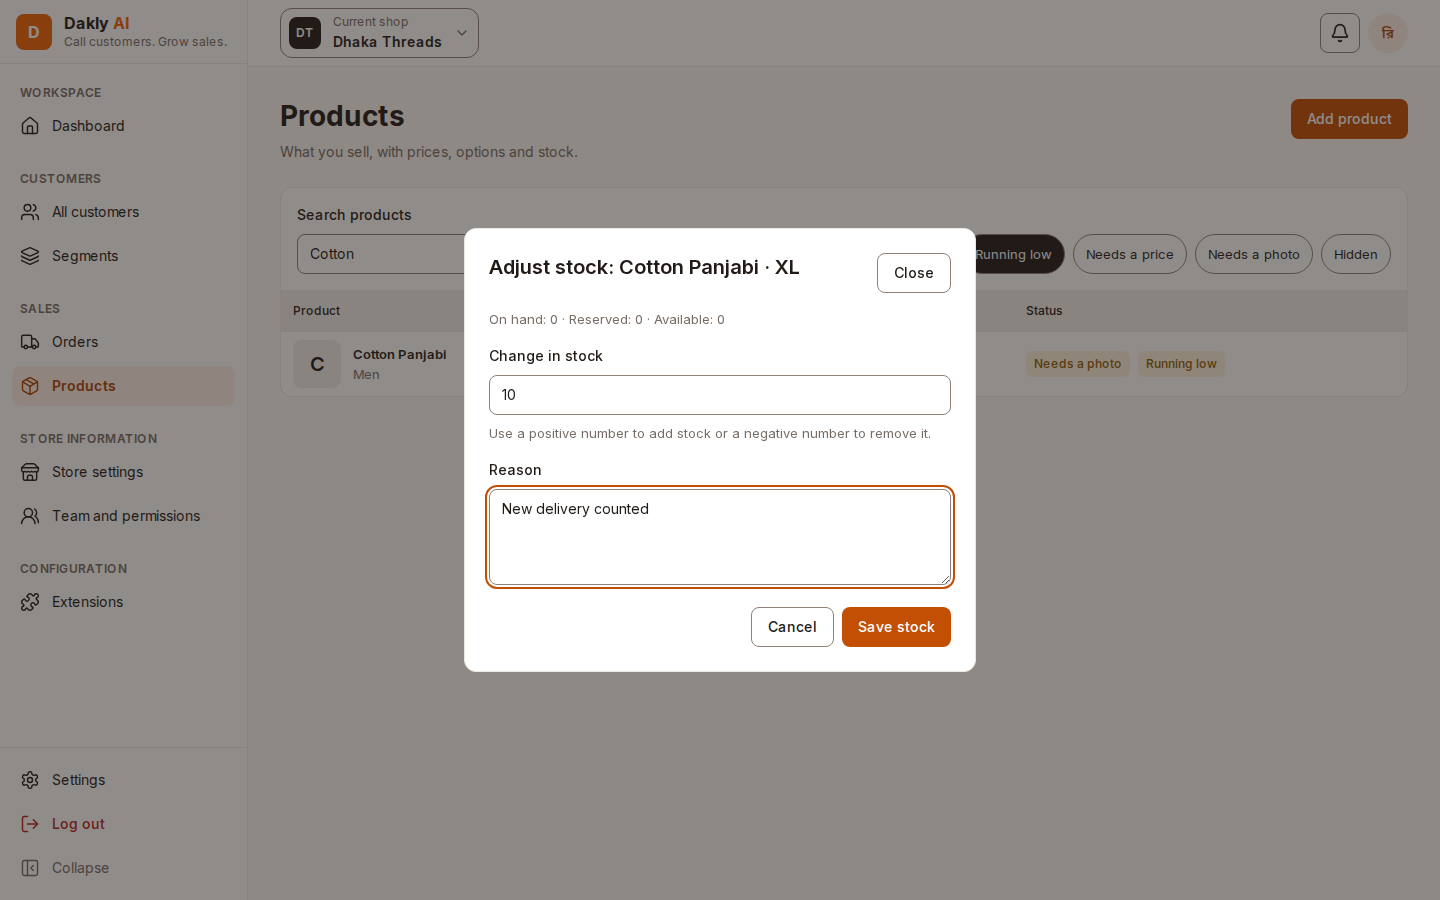 D
Dakly AI
Call customers. Grow sales.
WORKSPACE
Dashboard
CUSTOMERS
All customers
Segments
SALES
Orders
Products
STORE INFORMATION
Store settings
Team and permissions
CONFIGURATION
Extensions
Settings
Log out
Collapse
DT
Current shop
Dhaka Threads
রি
Products
What you sell, with prices, options and stock.
Add product
Search products
Cotton
Running low
Needs a price
Needs a photo
Hidden
Product
Status
C
Cotton Panjabi
Men
Needs a photo
Running low
Adjust stock: Cotton Panjabi · XL
Close
On hand: 0 · Reserved: 0 · Available: 0
Change in stock
10
Use a positive number to add stock or a negative number to remove it.
Reason
New delivery counted
Cancel
Save stock